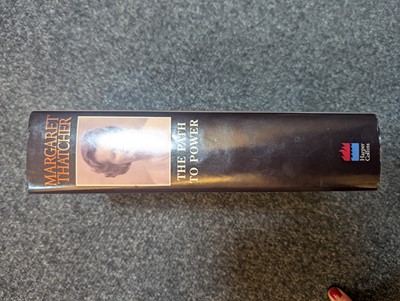 MARGARET
THATCHER
THE PATH
TO POWER
Harper
Collins